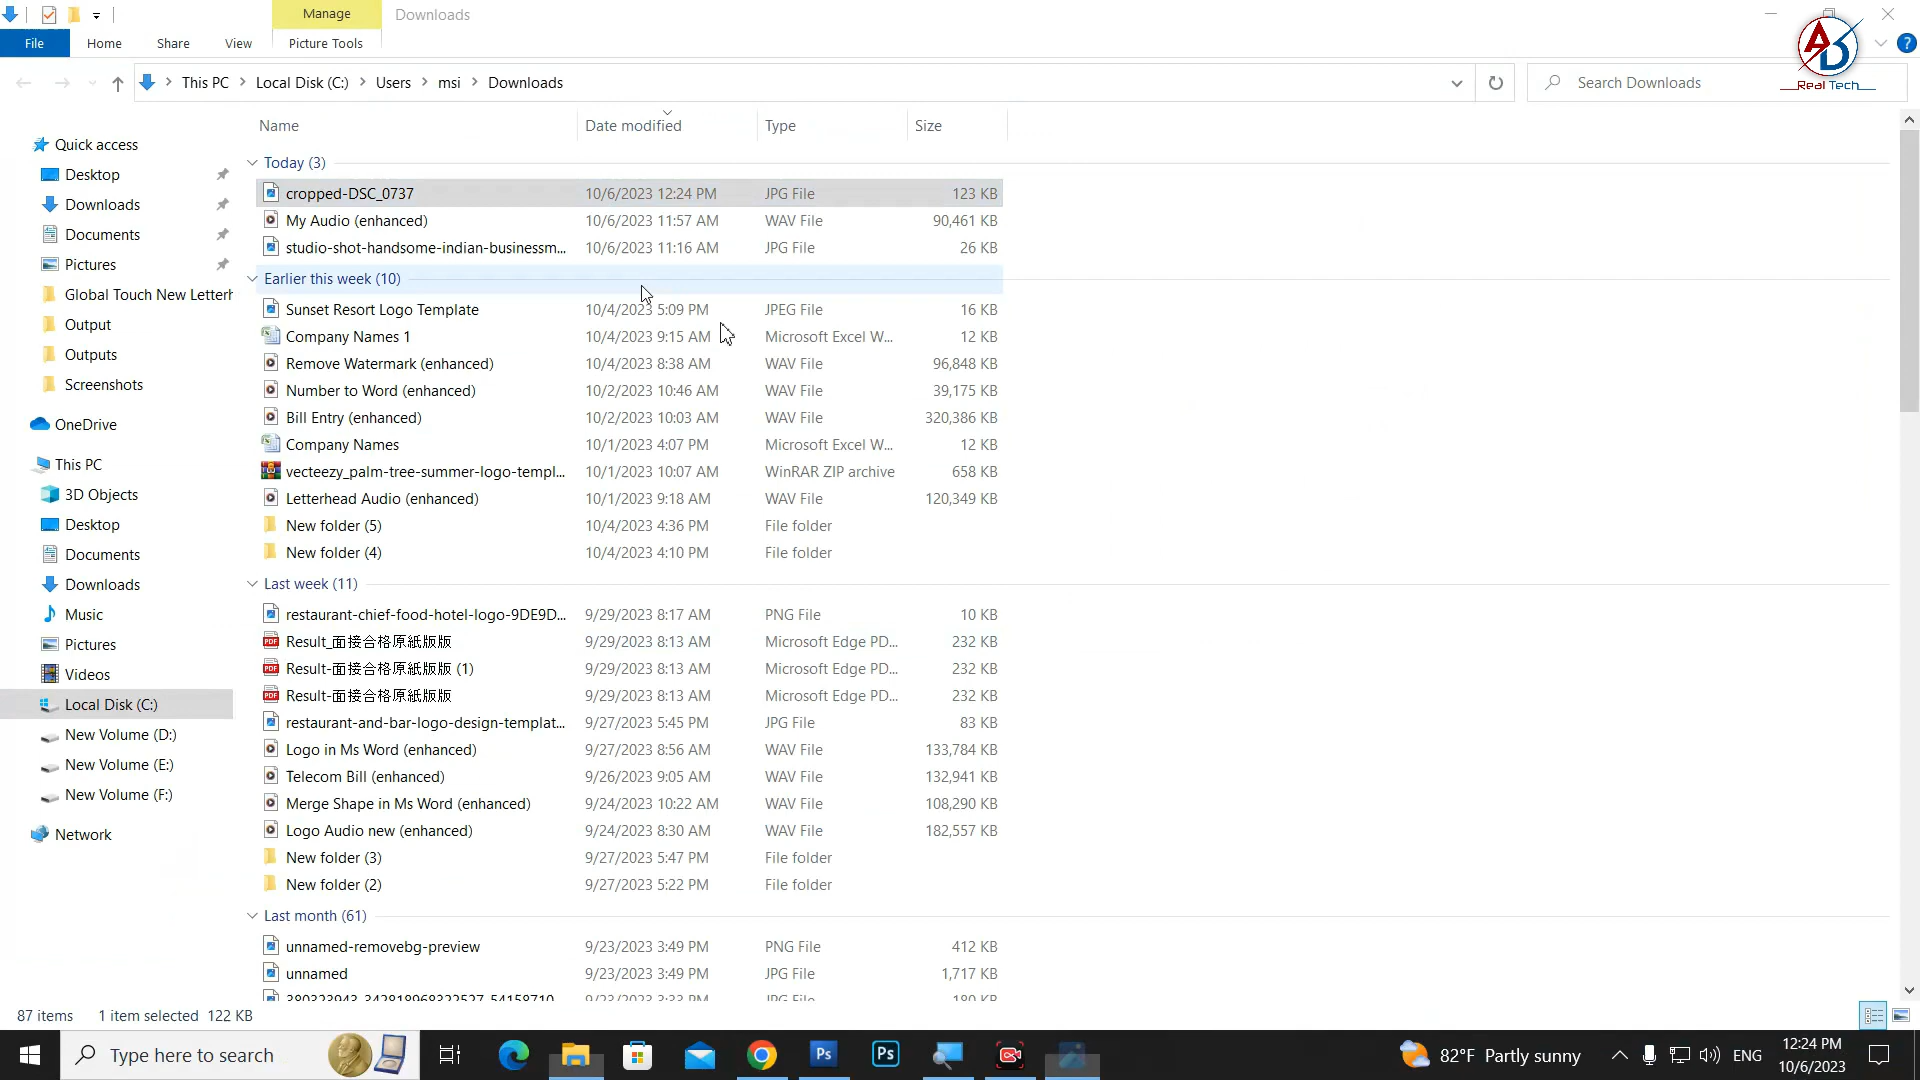 Manage
Downloads
File
Home
Share
View
Picture Tools
This PC
Local Disk (C:)
Users
msi
Downloads
Search Downloads
Real Tech
Name
Date modified
Type
Size
Quick access
Desktop
Downloads
Documents
Pictures
Global Touch New Letterh
Output
Outputs
Screenshots
OneDrive
This PC
3D Objects
Desktop
Documents
Downloads
Music
Pictures
Videos
Local Disk (C:)
New Volume (D:)
New Volume (E:)
New Volume (F:)
Network
Today (3)
cropped-DSC_0737 10/6/2023 12:24 PM JPG File 123 KB
My Audio (enhanced) 10/6/2023 11:57 AM WAV File 90,461 KB
studio-shot-handsome-indian-businessm... 10/6/2023 11:16 AM JPG File 26 KB
Earlier this week (10)
Sunset Resort Logo Template 10/4/2023 5:09 PM JPEG File 16 KB
Company Names 1 10/4/2023 9:15 AM Microsoft Excel W... 12 KB
Remove Watermark (enhanced) 10/4/2023 8:38 AM WAV File 96,848 KB
Number to Word (enhanced) 10/2/2023 10:46 AM WAV File 39,175 KB
Bill Entry (enhanced) 10/2/2023 10:03 AM WAV File 320,386 KB
Company Names 10/1/2023 4:07 PM Microsoft Excel W... 12 KB
vecteezy_palm-tree-summer-logo-templ... 10/1/2023 10:07 AM WinRAR ZIP archive 658 KB
Letterhead Audio (enhanced) 10/1/2023 9:18 AM WAV File 120,349 KB
New folder (5) 10/4/2023 4:36 PM File folder
New folder (4) 10/4/2023 4:10 PM File folder
Last week (11)
restaurant-chief-food-hotel-logo-9DE9D... 9/29/2023 8:17 AM PNG File 10 KB
Result_面接合格原紙版版 9/29/2023 8:13 AM Microsoft Edge PD... 232 KB
Result-面接合格原紙版版 (1) 9/29/2023 8:13 AM Microsoft Edge PD... 232 KB
Result-面接合格原紙版版 9/29/2023 8:13 AM Microsoft Edge PD... 232 KB
restaurant-and-bar-logo-design-templat... 9/27/2023 5:45 PM JPG File 83 KB
Logo in Ms Word (enhanced) 9/27/2023 8:56 AM WAV File 133,784 KB
Telecom Bill (enhanced) 9/26/2023 9:05 AM WAV File 132,941 KB
Merge Shape in Ms Word (enhanced) 9/24/2023 10:22 AM WAV File 108,290 KB
Logo Audio new (enhanced) 9/24/2023 8:30 AM WAV File 182,557 KB
New folder (3) 9/27/2023 5:47 PM File folder
New folder (2) 9/27/2023 5:22 PM File folder
Last month (61)
unnamed-removebg-preview 9/23/2023 3:49 PM PNG File 412 KB
unnamed 9/23/2023 3:49 PM JPG File 1,717 KB
9/23/2023 3:33 PM JPG File 180 KB
87 items
1 item selected 122 KB
Type here to search
Ps
Ps
82°F Partly sunny
ENG
12:24 PM
10/6/2023